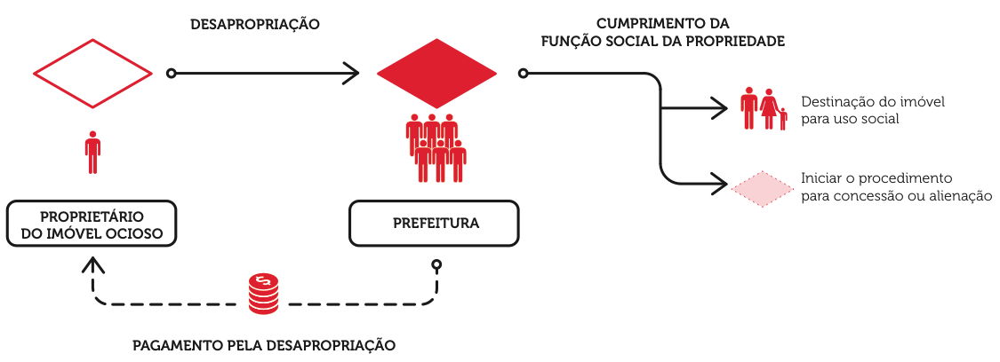 DESAPROPRIAÇÃO
CUMPRIMENTO DA
FUNÇÃO SOCIAL DA PROPRIEDADE
Destinação do imóvel
para uso social
Iniciar o procedimento
para concessão ou alienação
PROPRIETÁRIO
DO IMÓVEL OCIOSO
PREFEITURA
PAGAMENTO PELA DESAPROPRIAÇÃO